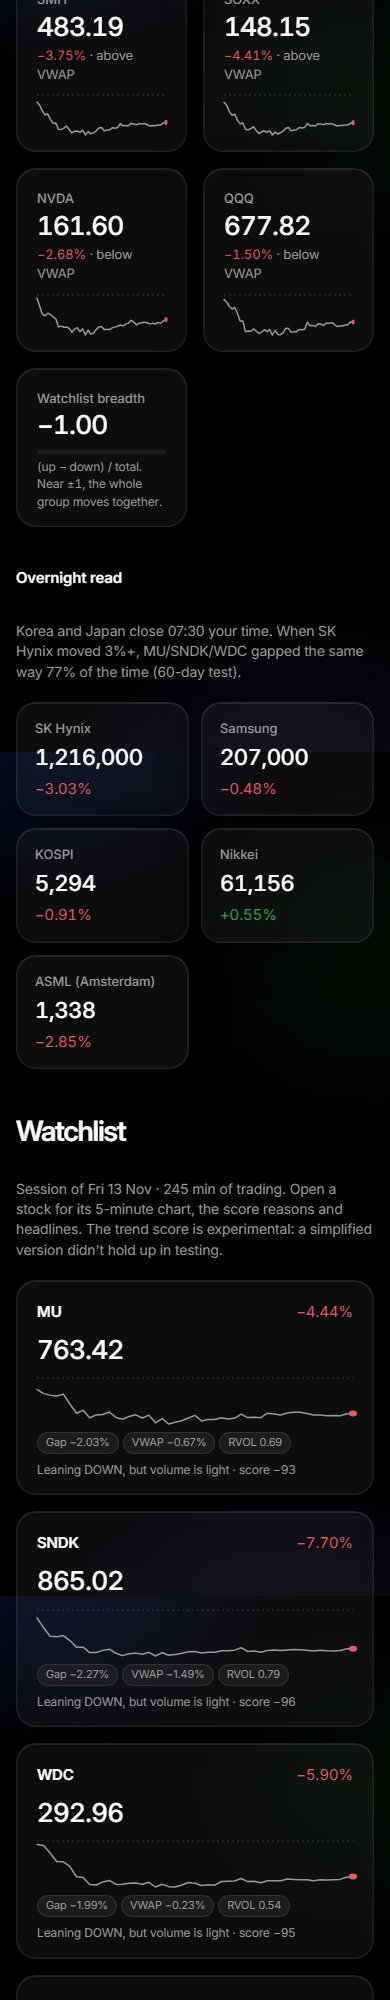 SMH
SOXX
483.19
148.15
−3.75% · above
VWAP
−4.41% · above
VWAP
NVDA
161.60
−2.68% · below
VWAP
QQQ
677.82
−1.50% · below
VWAP
Watchlist breadth
−1.00
(up − down) / total.
Near ±1, the whole
group moves together.
Overnight read
Korea and Japan close 07:30 your time. When SK
Hynix moved 3%+, MU/SNDK/WDC gapped the same
way 77% of the time (60-day test).
SK Hynix
1,216,000
−3.03%
Samsung
207,000
−0.48%
KOSPI
5,294
−0.91%
Nikkei
61,156
+0.55%
ASML (Amsterdam)
1,338
−2.85%
Watchlist
Session of Fri 13 Nov · 245 min of trading. Open a
stock for its 5-minute chart, the score reasons and
headlines. The trend score is experimental: a simplified
version didn't hold up in testing.
MU
−4.44%
763.42
Gap −2.03%
VWAP −0.67%
RVOL 0.69
Leaning DOWN, but volume is light · score −93
SNDK
−7.70%
865.02
Gap −2.27%
VWAP −1.49%
RVOL 0.79
Leaning DOWN, but volume is light · score −96
WDC
−5.90%
292.96
Gap −1.99%
VWAP −0.23%
RVOL 0.54
Leaning DOWN, but volume is light · score −95